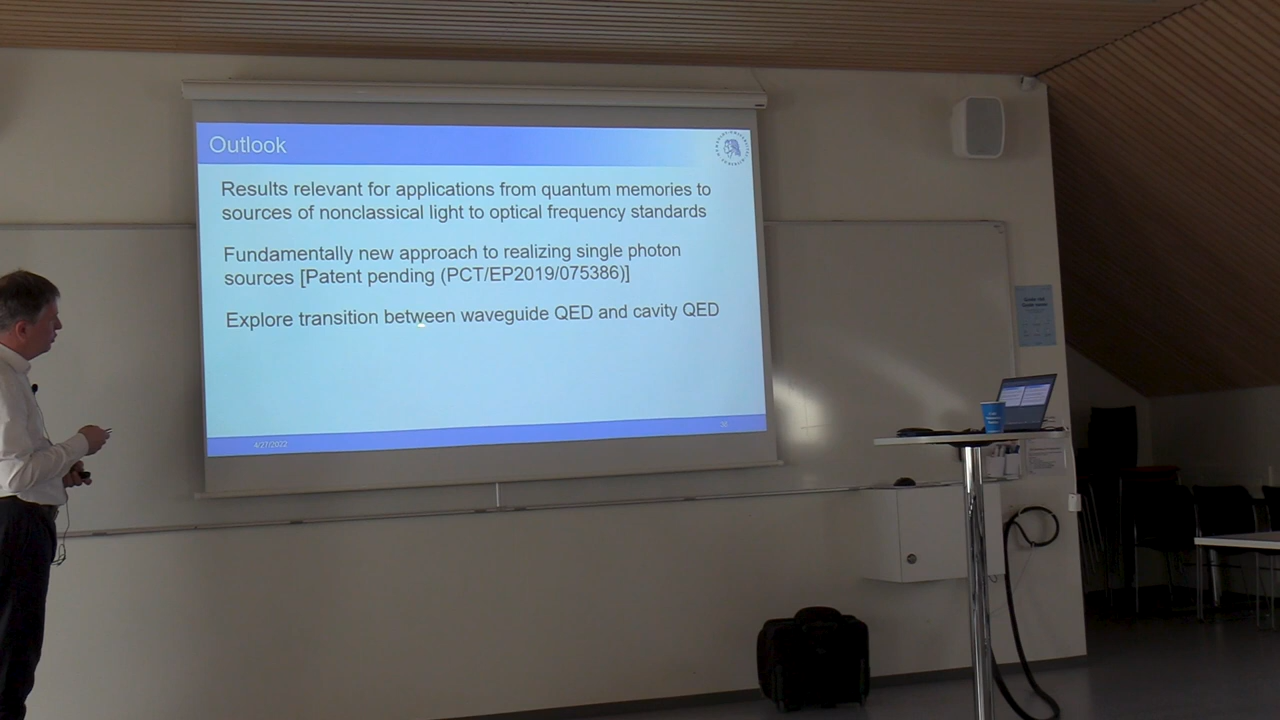 Outlook
Results relevant for applications from quantum memories to
sources of nonclassical light to optical frequency standards
Fundamentally new approach to realizing single photon
sources [Patent pending (PCT/EP2019/075386)]
Explore transition between waveguide QED and cavity QED
4/27/2022